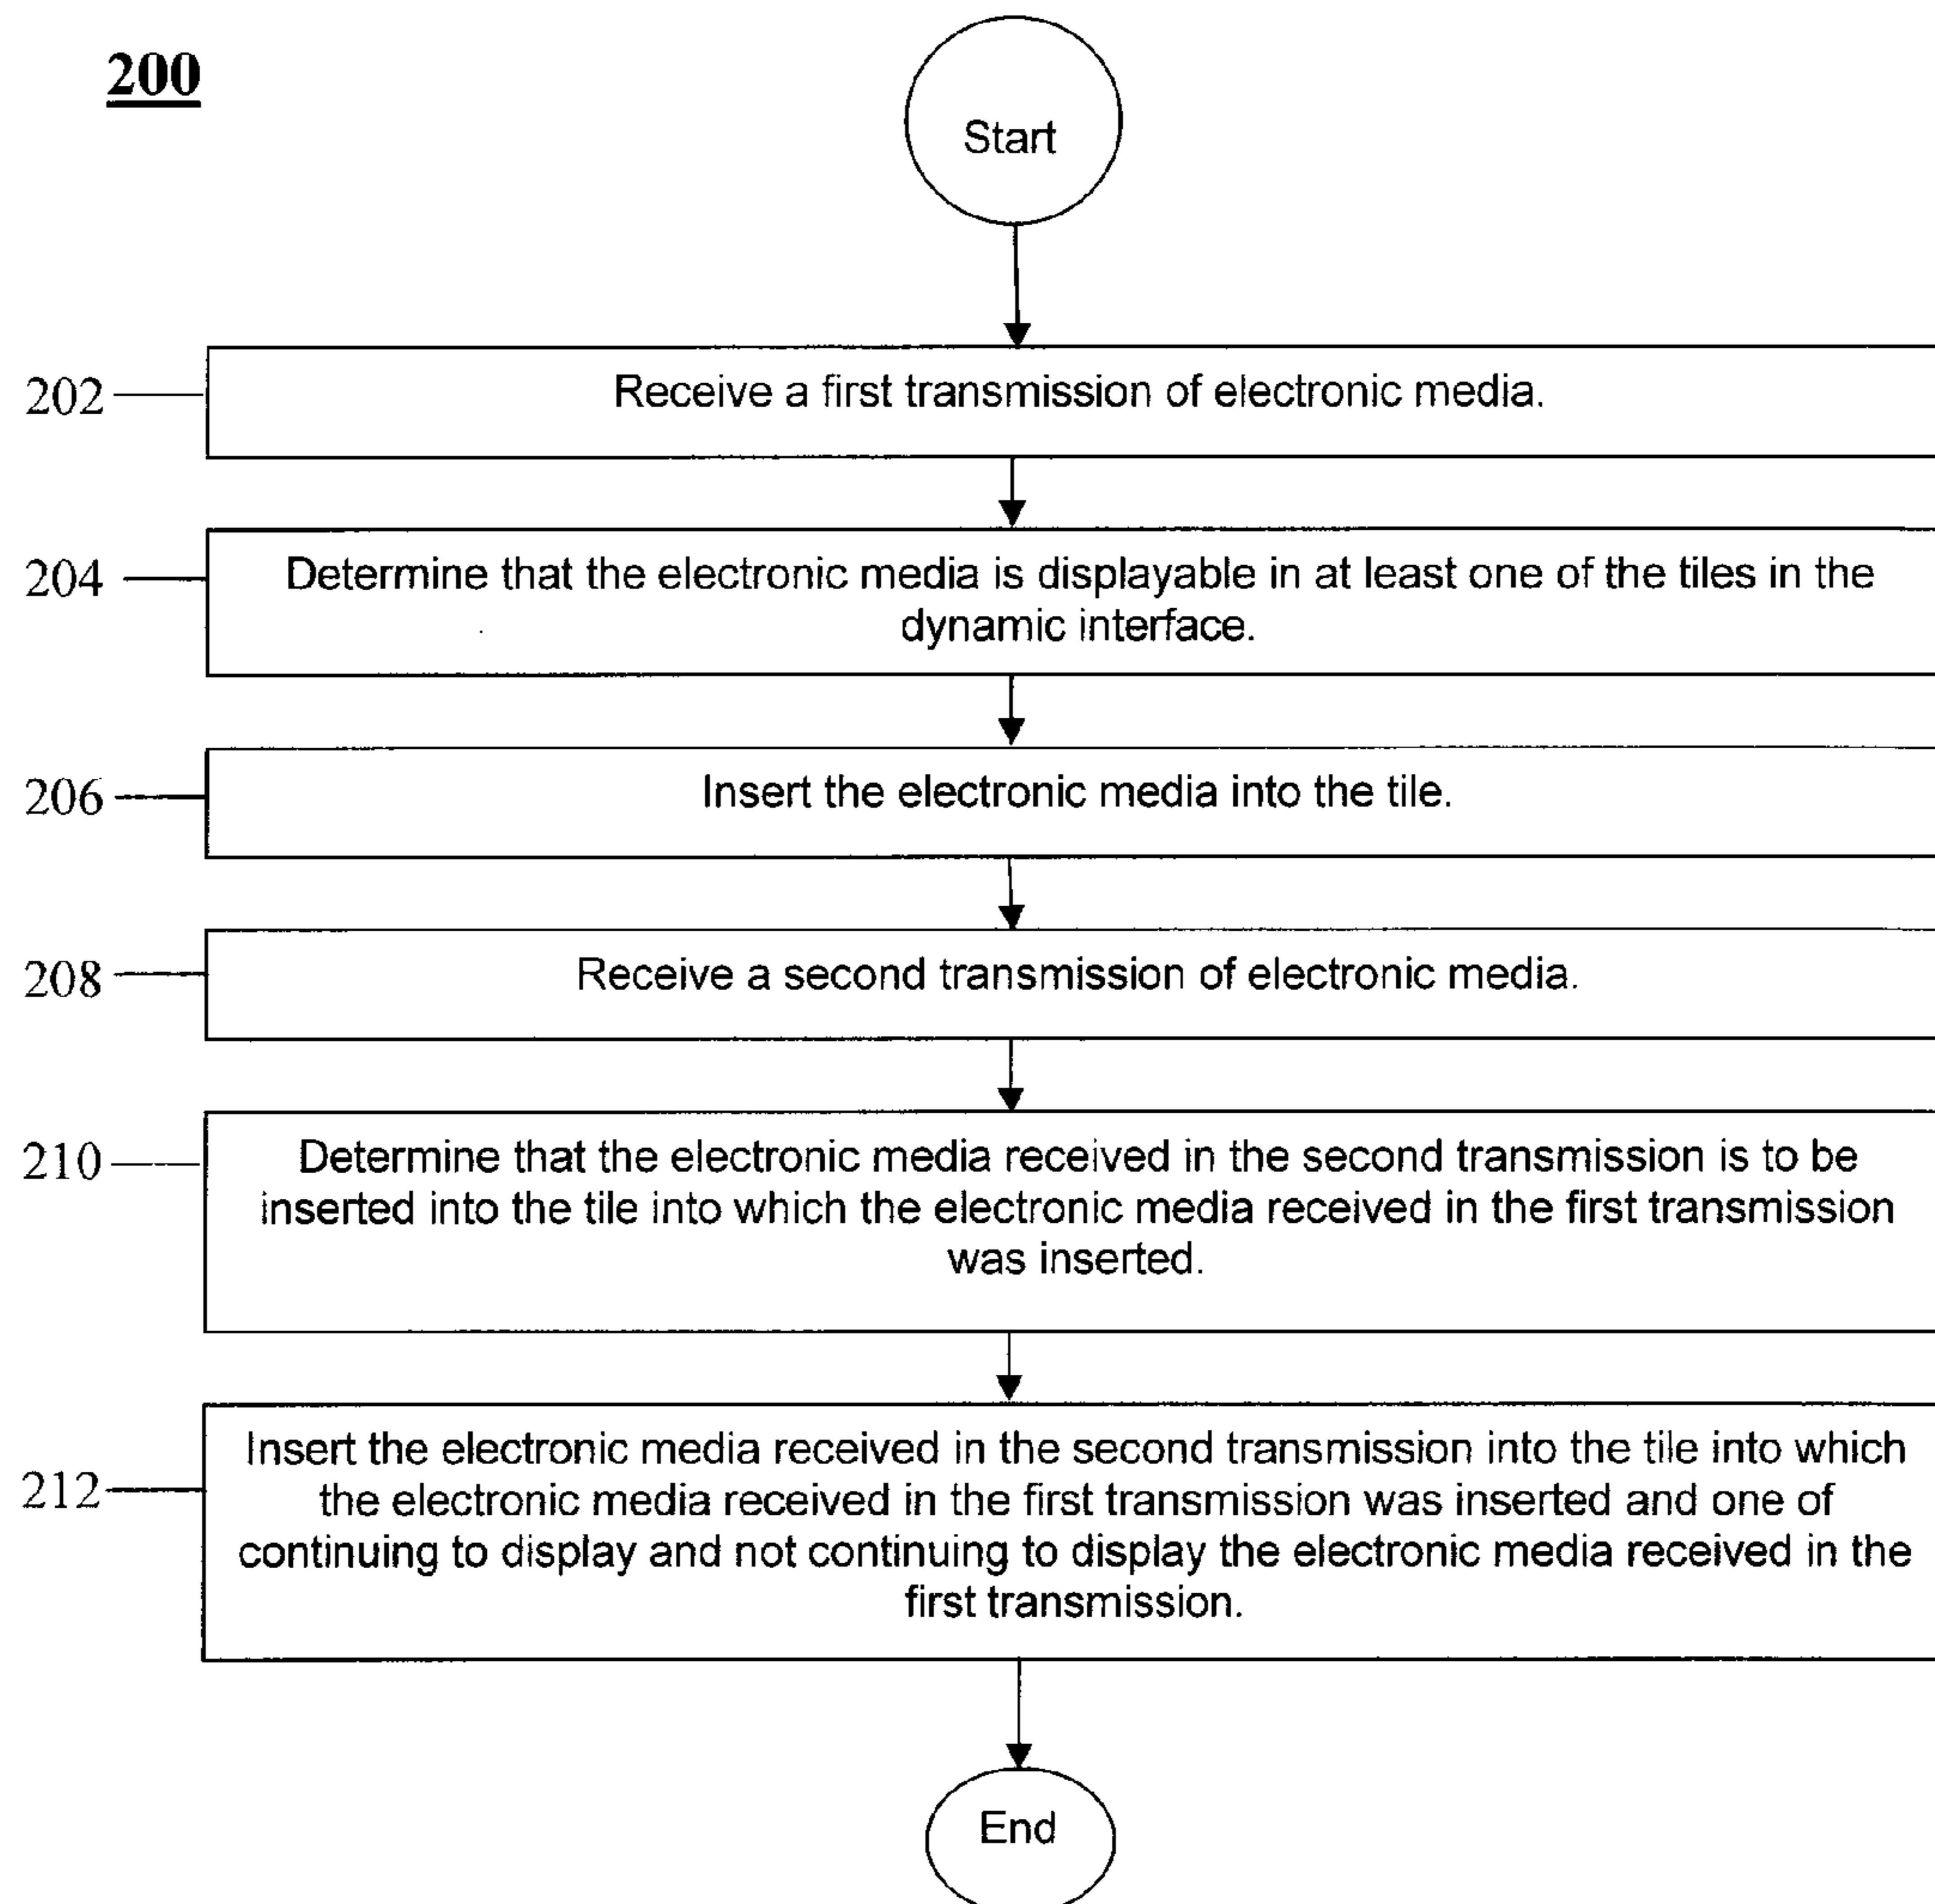 200
Start
202
Receive a first transmission of electronic media.
204
Determine that the electronic media is displayable in at least one of the tiles in the
dynamic interface.
206
Insert the electronic media into the tile.
208
Receive a second transmission of electronic media.
210
Determine that the electronic media received in the second transmission is to be
inserted into the tile into which the electronic media received in the first transmission
was inserted.
212
Insert the electronic media received in the second transmission into the tile into which
the electronic media received in the first transmission was inserted and one of
continuing to display and not continuing to display the electronic media received in the
first transmission.
End